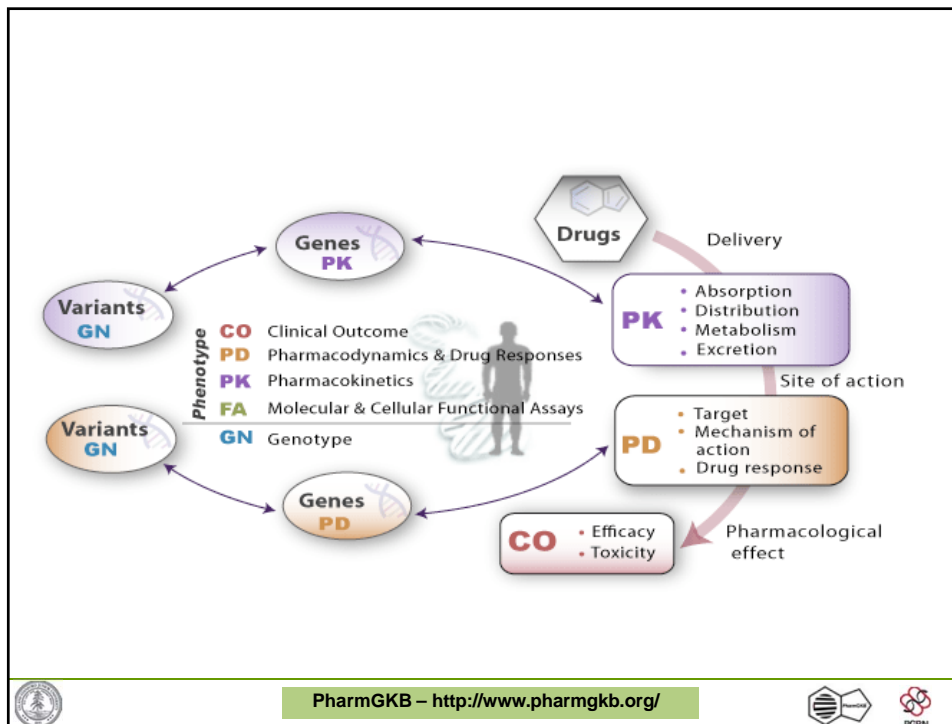 Drugs
Delivery
Genes
PK
Variants
GN
PK
• Absorption
• Distribution
• Metabolism
• Excretion
Phenotype
CO Clinical Outcome
PD Pharmacodynamics & Drug Responses
PK Pharmacokinetics
FA Molecular & Cellular Functional Assays
GN Genotype
Site of action
Variants
GN
PD
• Target
• Mechanism of
action
• Drug response
Genes
PD
CO
• Efficacy
• Toxicity
Pharmacological
effect
PharmGKB – http://www.pharmgkb.org/
PharmGKB